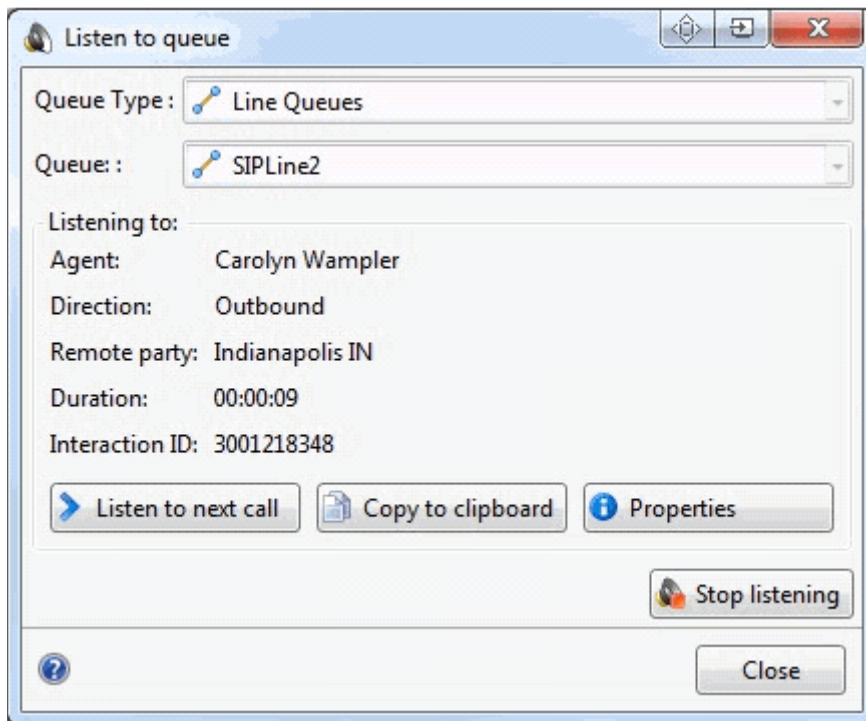 Listen to queue
Queue Type : Line Queues
Queue: : SIPLine2
Listening to:
Agent: Carolyn Wampler
Direction: Outbound
Remote party: Indianapolis IN
Duration: 00:00:09
Interaction ID: 3001218348
Listen to next call Copy to clipboard Properties
Stop listening
Close